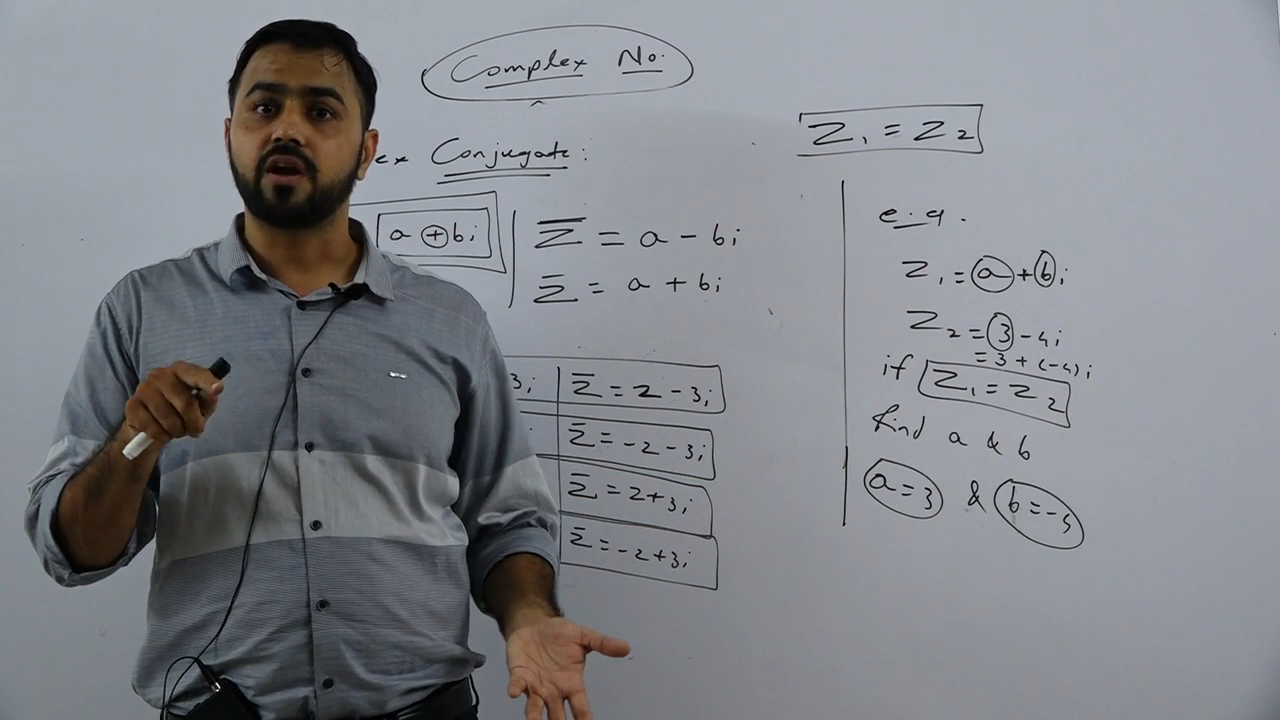 Complex No.
ex Conjugate:
a + bi
z̅ = a - bi
z̅ = a + bi
3i
z̅ = 2 - 3i
z̅ = -2 - 3i
z̅ = 2 + 3i
z̅ = -2 + 3i
Z₁ = Z₂
e.g.
Z₁ = a + bi
Z₂ = 3 - 4i
= 3 + (-4)i
if Z₁ = Z₂
find a & b
a = 3 & b = -4